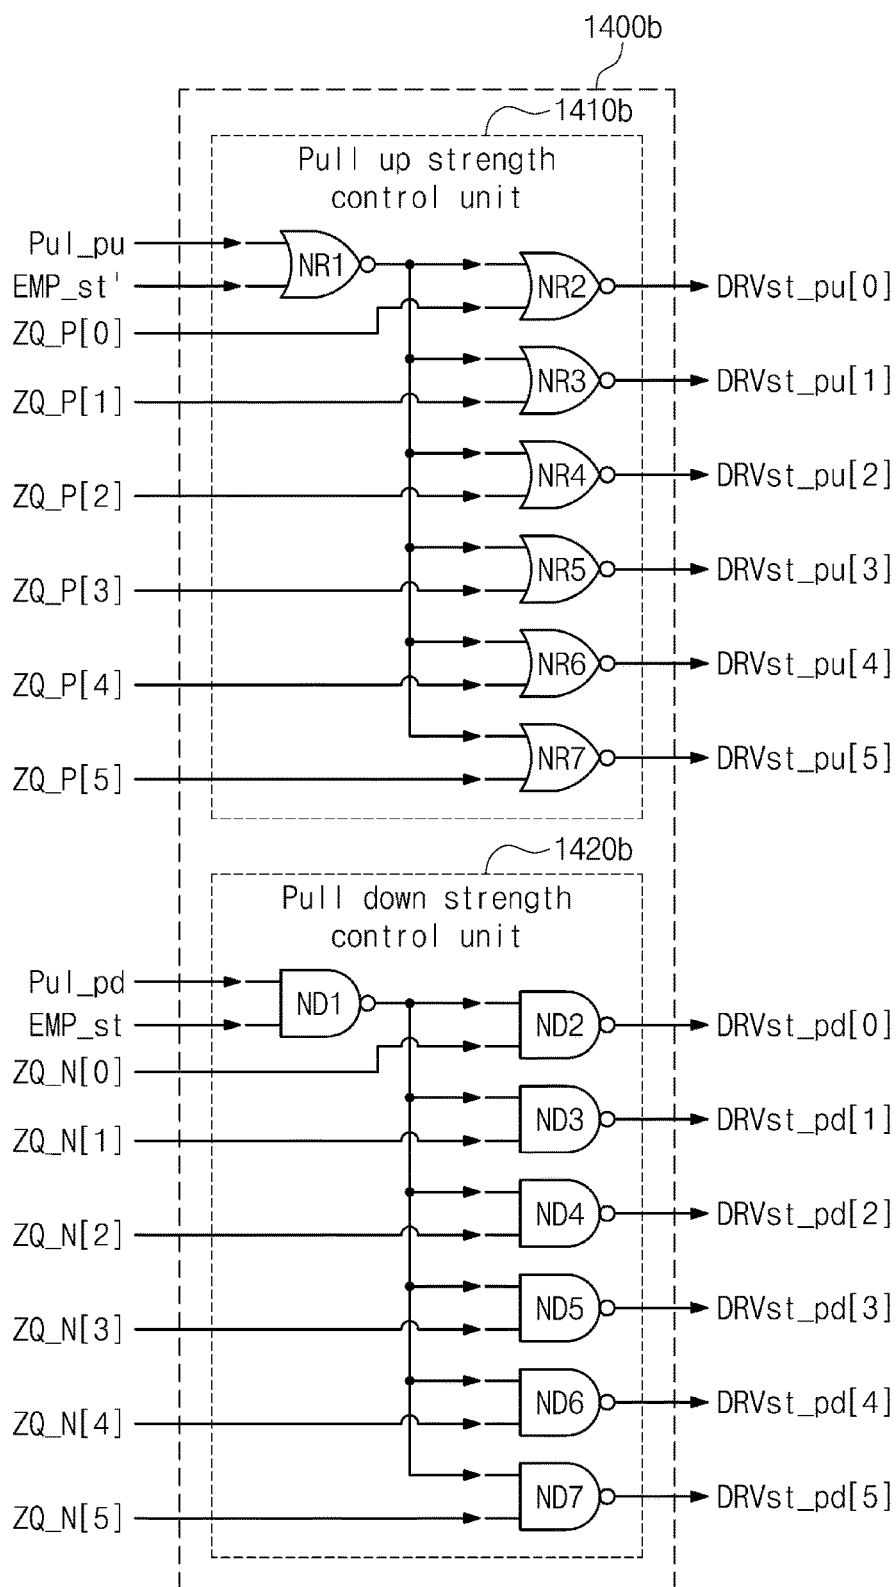 1400b
1410b
Pull up strength
control unit
Pul_pu
EMP_st'
ZQ_P[0]
NR1
NR2
DRVst_pu[0]
ZQ_P[1]
NR3
DRVst_pu[1]
ZQ_P[2]
NR4
DRVst_pu[2]
ZQ_P[3]
NR5
DRVst_pu[3]
ZQ_P[4]
NR6
DRVst_pu[4]
ZQ_P[5]
NR7
DRVst_pu[5]
1420b
Pull down strength
control unit
Pul_pd
EMP_st
ZQ_N[0]
ND1
ND2
DRVst_pd[0]
ZQ_N[1]
ND3
DRVst_pd[1]
ZQ_N[2]
ND4
DRVst_pd[2]
ZQ_N[3]
ND5
DRVst_pd[3]
ZQ_N[4]
ND6
DRVst_pd[4]
ZQ_N[5]
ND7
DRVst_pd[5]